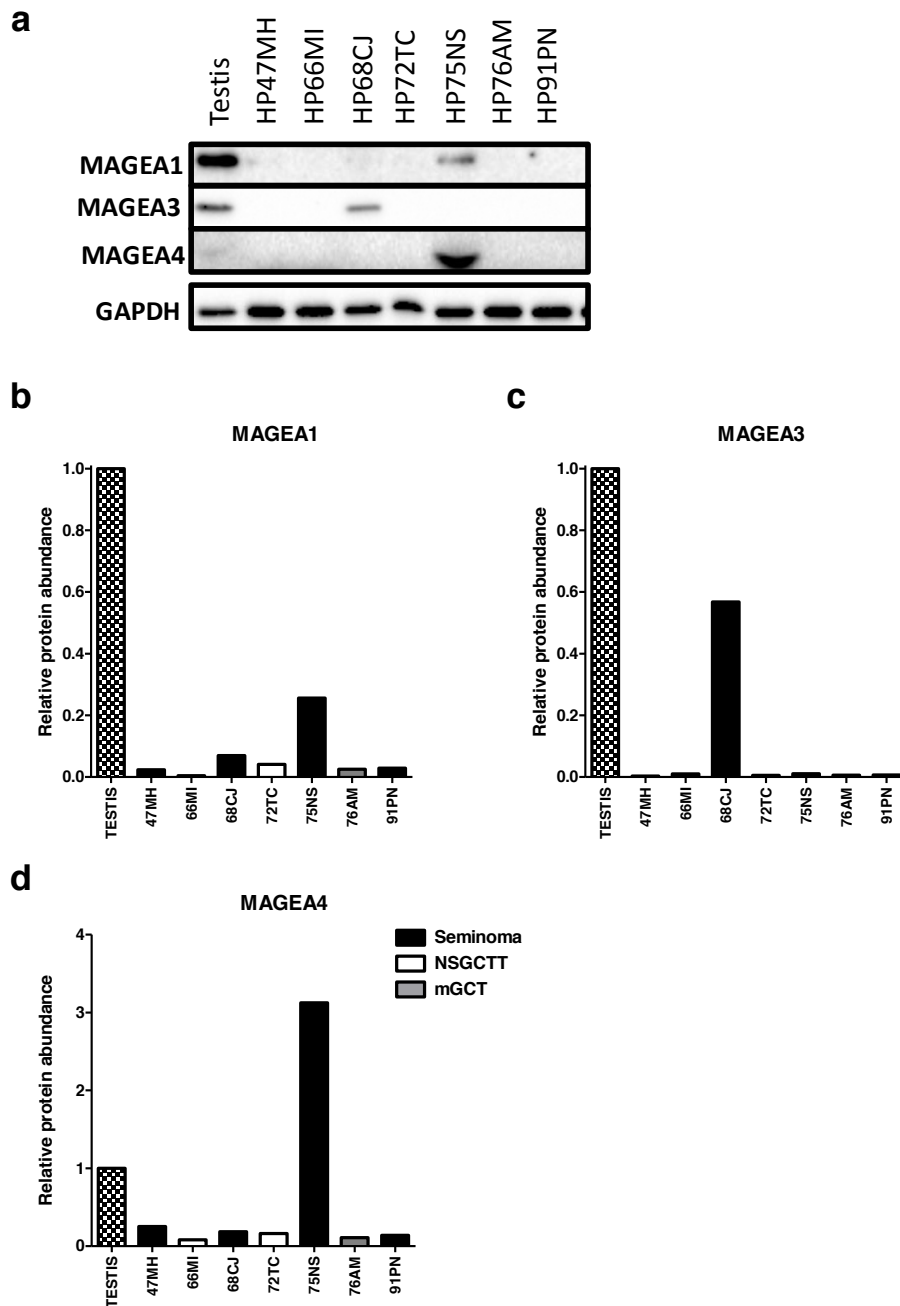 a
Testis HP47MH HP66MI HP68CJ HP72TC HP75NS HP76AM HP91PN
MAGEA1
MAGEA3
MAGEA4
GAPDH
b
MAGEA1
Relative protein abundance
1.0
0.8
0.6
0.4
0.2
0.0
TESTIS 47MH 66MI 68CJ 72TC 75NS 76AM 91PN
c
MAGEA3
Relative protein abundance
1.0
0.8
0.6
0.4
0.2
0.0
TESTIS 47MH 66MI 68CJ 72TC 75NS 76AM 91PN
d
MAGEA4
Relative protein abundance
4
3
2
1
0
TESTIS 47MH 66MI 68CJ 72TC 75NS 76AM 91PN
Seminoma
NSGCTT
mGCT